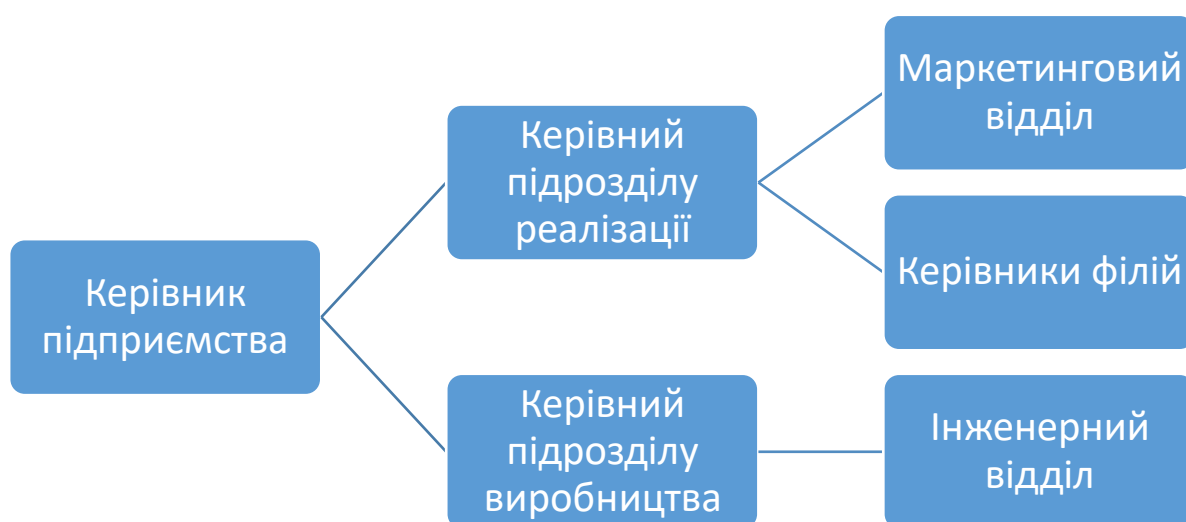 Керівник
підприємства
Керівний
підрозділу
реалізації
Маркетинговий
відділ
Керівники філій
Керівний
підрозділу
виробництва
Інженерний
відділ